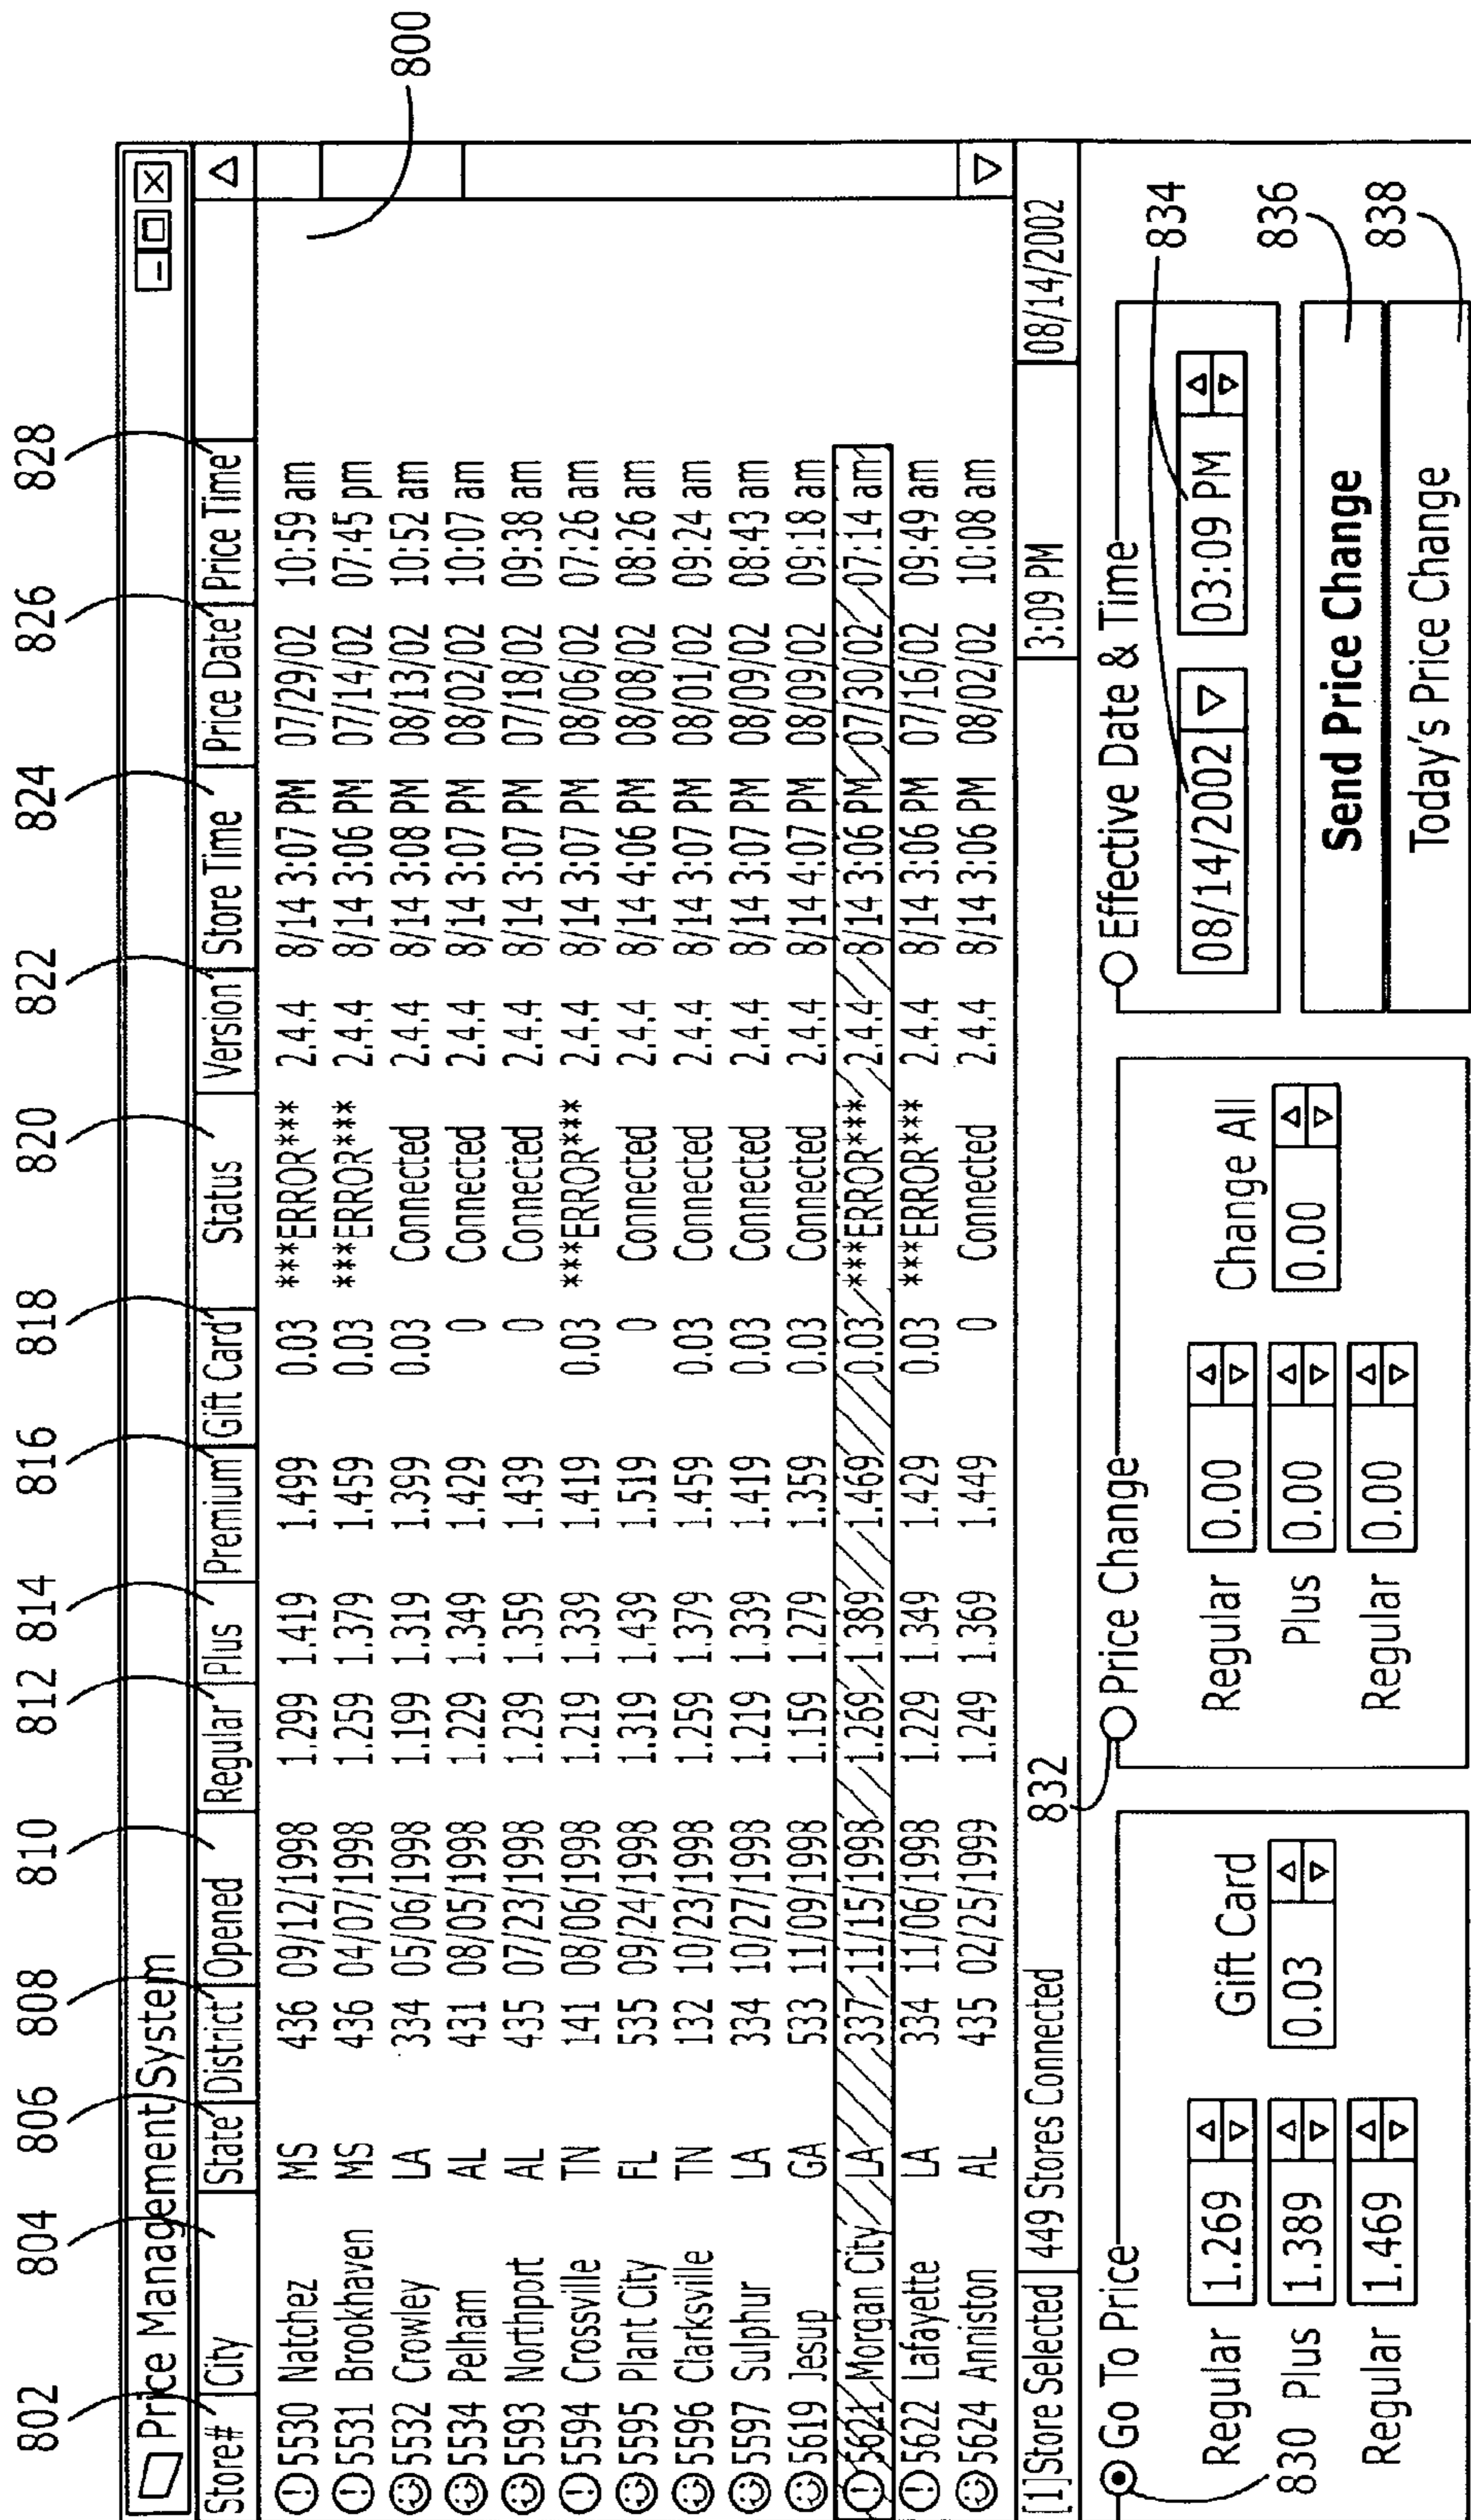 802 804 806 808 810 812 814 816 818 820 822 824 826 828
Price Management System
Store# City State District Opened Regular Plus Premium Gift Card Status Version Store Time Price Date Price Time
5530 Natchez MS 436 09/12/1998 1.299 1.419 1.499 0.03 ***ERROR*** 2.4.4 8/14 3:07 PM 07/29/02 10:59 am
5531 Brookhaven MS 436 04/07/1998 1.259 1.379 1.459 0.03 ***ERROR*** 2.4.4 8/14 3:06 PM 07/14/02 07:45 pm
5532 Crowley LA 334 05/06/1998 1.199 1.319 1.399 0.03 Connected 2.4.4 8/14 3:08 PM 08/13/02 10:52 am
5534 Pelham AL 431 08/05/1998 1.229 1.349 1.429 0 Connected 2.4.4 8/14 3:07 PM 08/02/02 10:07 am
5593 Northport AL 435 07/23/1998 1.239 1.359 1.439 0 Connected 2.4.4 8/14 3:07 PM 07/18/02 09:38 am
5594 Crossville TN 141 08/06/1998 1.219 1.339 1.419 0.03 ***ERROR*** 2.4.4 8/14 3:07 PM 08/06/02 07:26 am
5595 Plant City FL 535 09/24/1998 1.319 1.439 1.519 0 Connected 2.4.4 8/14 4:06 PM 08/08/02 08:26 am
5596 Clarksville TN 132 10/23/1998 1.259 1.379 1.459 0.03 Connected 2.4.4 8/14 3:07 PM 08/01/02 09:24 am
5597 Sulphur LA 334 10/27/1998 1.219 1.339 1.419 0.03 Connected 2.4.4 8/14 3:07 PM 08/09/02 08:43 am
5619 Jesup GA 533 11/09/1998 1.159 1.279 1.359 0.03 Connected 2.4.4 8/14 4:07 PM 08/09/02 09:18 am
5621 Morgan City LA 337 11/15/1998 1.269 1.389 1.469 0.03 ***ERROR*** 2.4.4 8/14 3:06 PM 07/30/02 07:14 am
5622 Lafayette LA 334 11/06/1998 1.229 1.349 1.429 0.03 ***ERROR*** 2.4.4 8/14 3:06 PM 07/16/02 09:49 am
5624 Anniston AL 435 02/25/1999 1.249 1.369 1.449 0 Connected 2.4.4 8/14 3:06 PM 08/02/02 10:08 am
800
[1] Store Selected 449 Stores Connected 3:09 PM 08/14/2002
832
Go To Price
Regular 1.269 Gift Card
830 Plus 1.389 0.03
Regular 1.469
Price Change
Regular 0.00 Change All
Plus 0.00 0.00
Regular 0.00
Effective Date & Time
834
08/14/2002 03:09 PM
Send Price Change 836
Today's Price Change 838